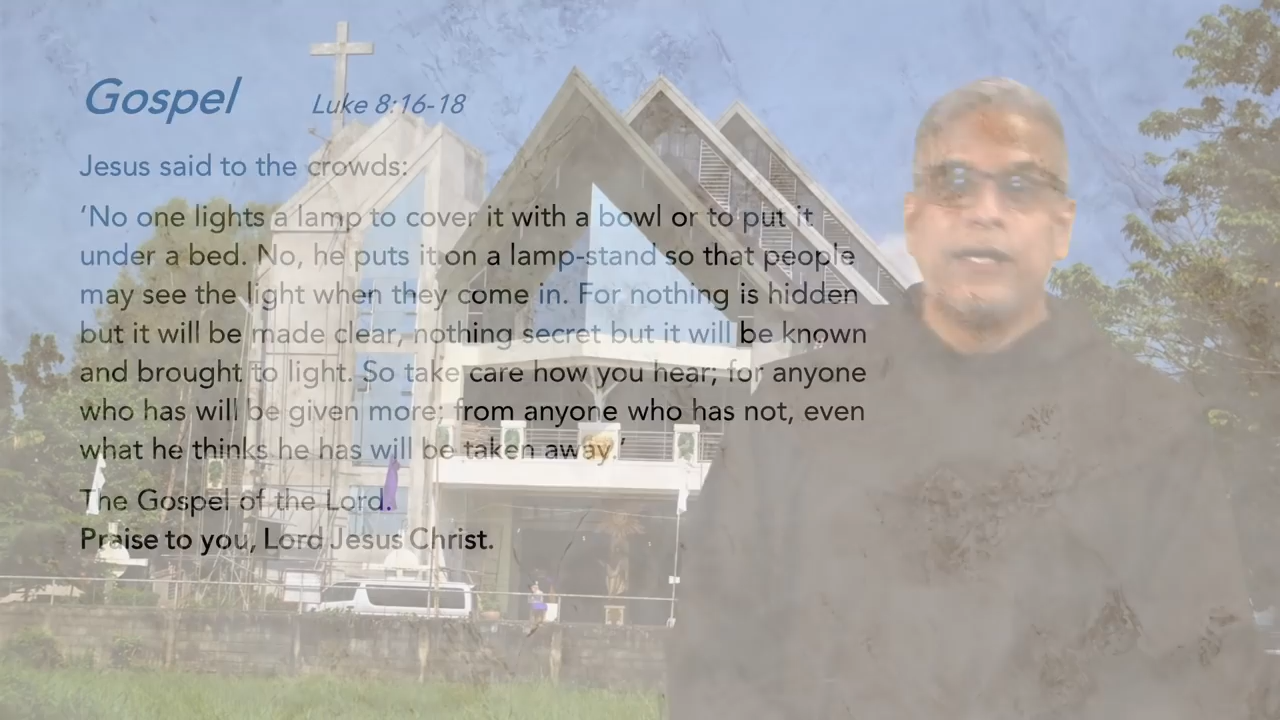 Gospel Luke 8:16-18
Jesus said to the crowds:
‘No one lights a lamp to cover it with a bowl or to put it
under a bed. No, he puts it on a lamp-stand so that people
may see the light when they come in. For nothing is hidden
but it will be made clear, nothing secret but it will be known
and brought to light. So take care how you hear; for anyone
who has will be given more; from anyone who has not, even
what he thinks he has will be taken away.’
The Gospel of the Lord.
Praise to you, Lord Jesus Christ.